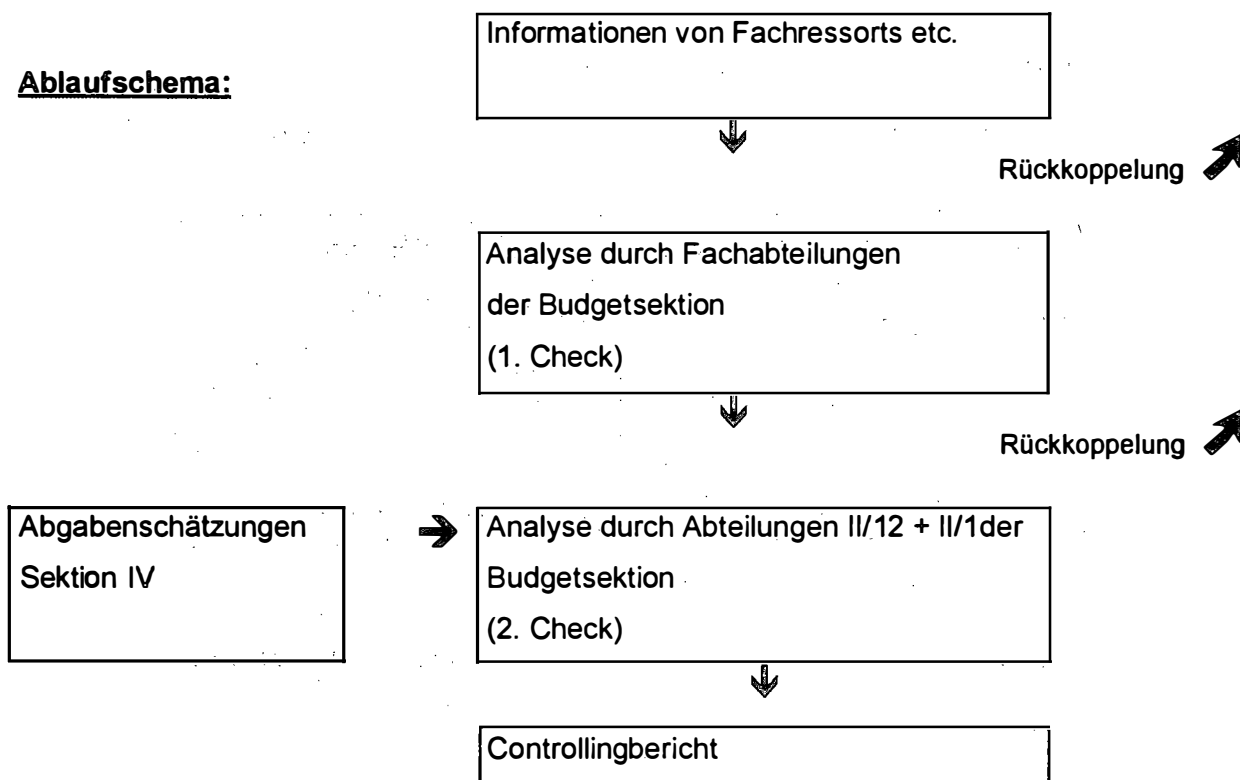 Informationen von Fachressorts etc.
Ablaufschema:
Rückkoppelung
Analyse durch Fachabteilungen
der Budgetsektion
(1. Check)
Rückkoppelung
Abgabenschätzungen
Sektion IV
Analyse durch Abteilungen II/12 + II/1der
Budgetsektion
(2. Check)
Controllingbericht